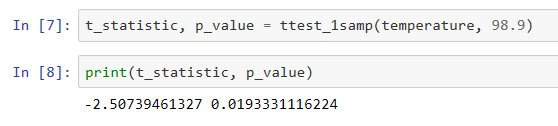 In [7]: t_statistic, p_value = ttest_1samp(temperature, 98.9)
In [8]: print(t_statistic, p_value)
-2.50739461327 0.0193331116224